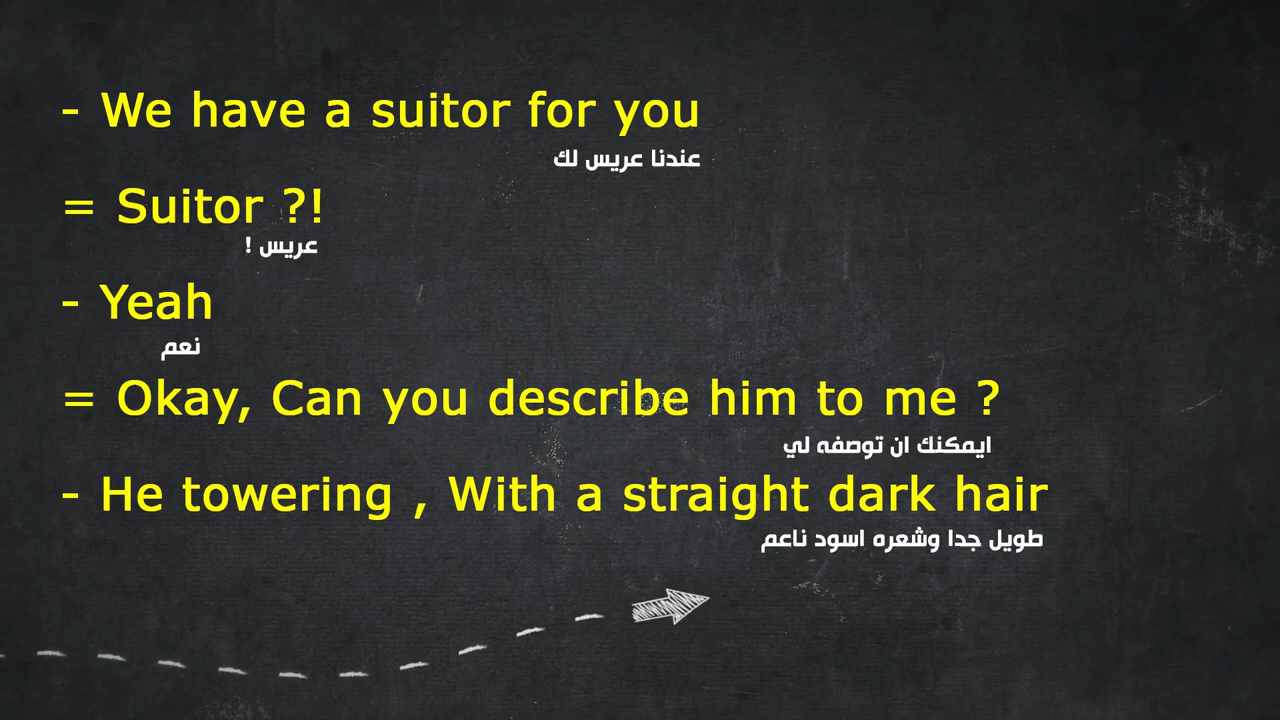 - We have a suitor for you
عندنا عريس لك
= Suitor ?!
عريس !
- Yeah
نعم
= Okay, Can you describe him to me ?
ايمكنك ان توصفه لي
- He towering , With a straight dark hair
طويل جدا وشعره اسود ناعم